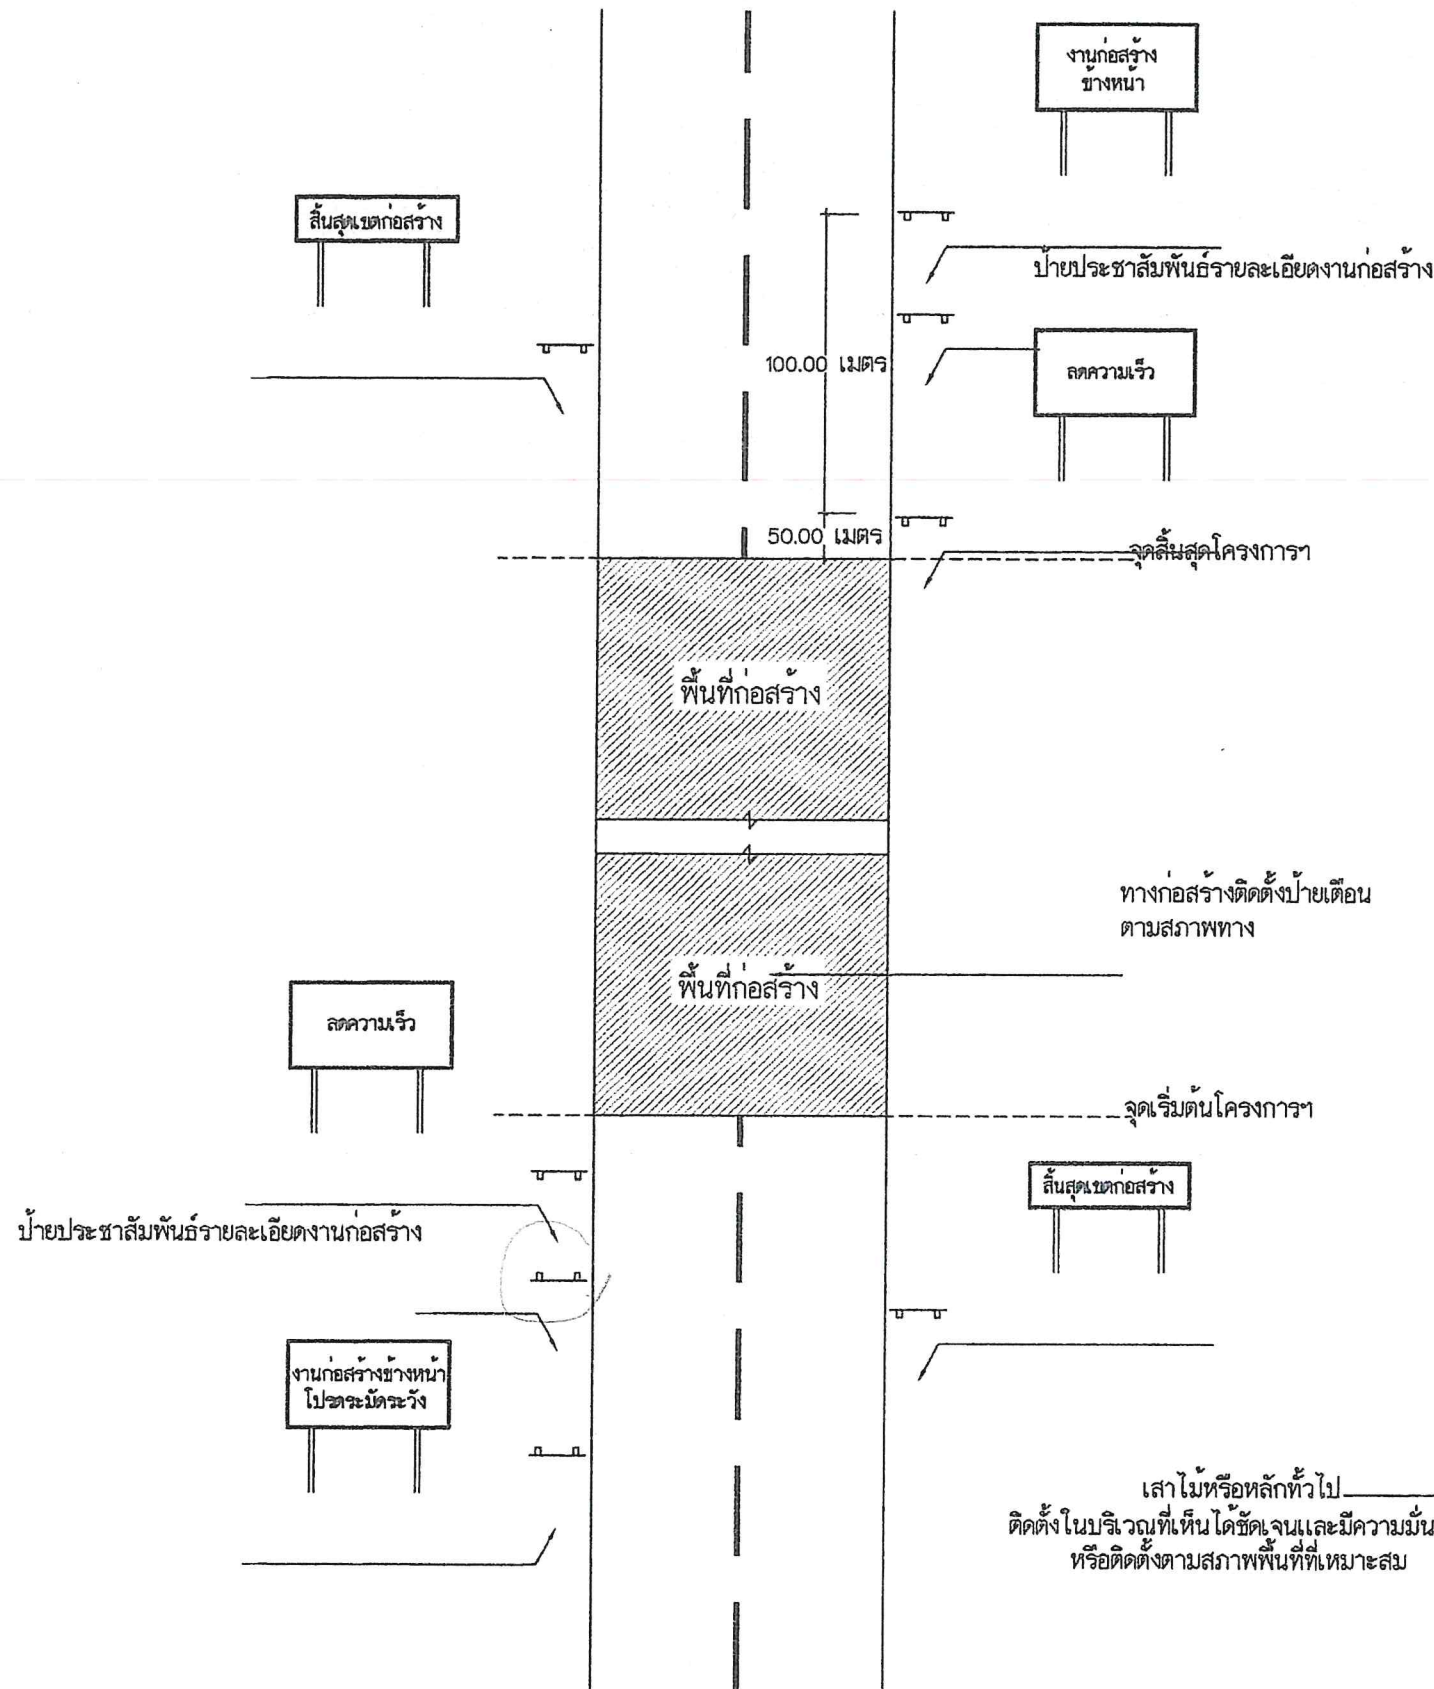 งานก่อสร้าง
ข้างหน้า
สิ้นสุดเขตก่อสร้าง
ป้ายประชาสัมพันธ์รายละเอียดงานก่อสร้าง
100.00 เมตร
ลดความเร็ว
50.00 เมตร
จุดสิ้นสุดโครงการฯ
พื้นที่ก่อสร้าง
ทางก่อสร้างติดตั้งป้ายเตือน
ตามสภาพทาง
พื้นที่ก่อสร้าง
ลดความเร็ว
จุดเริ่มต้นโครงการฯ
สิ้นสุดเขตก่อสร้าง
ป้ายประชาสัมพันธ์รายละเอียดงานก่อสร้าง
งานก่อสร้างข้างหน้า
โปรดระมัดระวัง
เสาไม้หรือหลักทั่วไป
ติดตั้งในบริเวณที่เห็นได้ชัดเจนและมีความมั่น
หรือติดตั้งตามสภาพพื้นที่ที่เหมาะสม